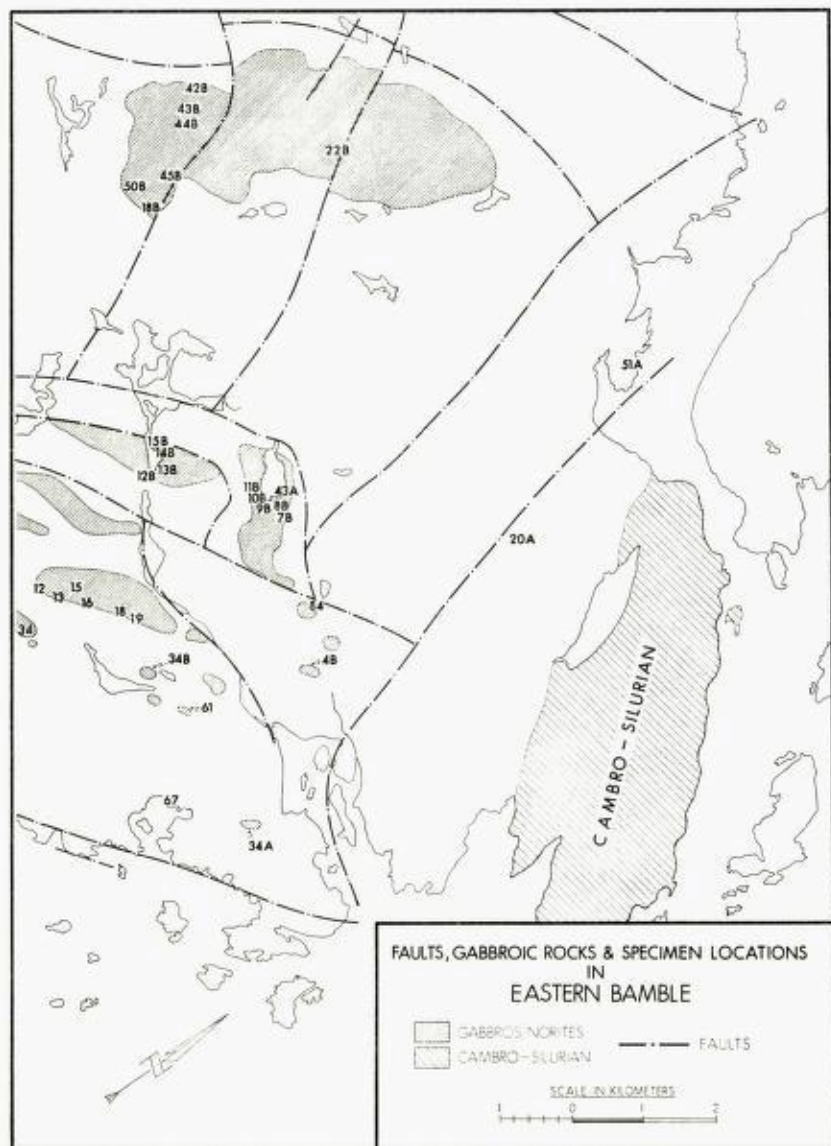 42B
43B
44B
22B
45B
50B
18B
51A
15B
14B
13B
12B
11B
43A
10B
8B
9B
7B
20A
12
15
13
16
18
19
34
34B
4B
61
67
34A
CAMBRO-SILURIAN
FAULTS, GABBROIC ROCKS & SPECIMEN LOCATIONS
IN
EASTERN BAMBLE
GABBROS, NORITES
FAULTS
CAMBRO-SILURIAN
SCALE IN KILOMETERS
1 0 1 2